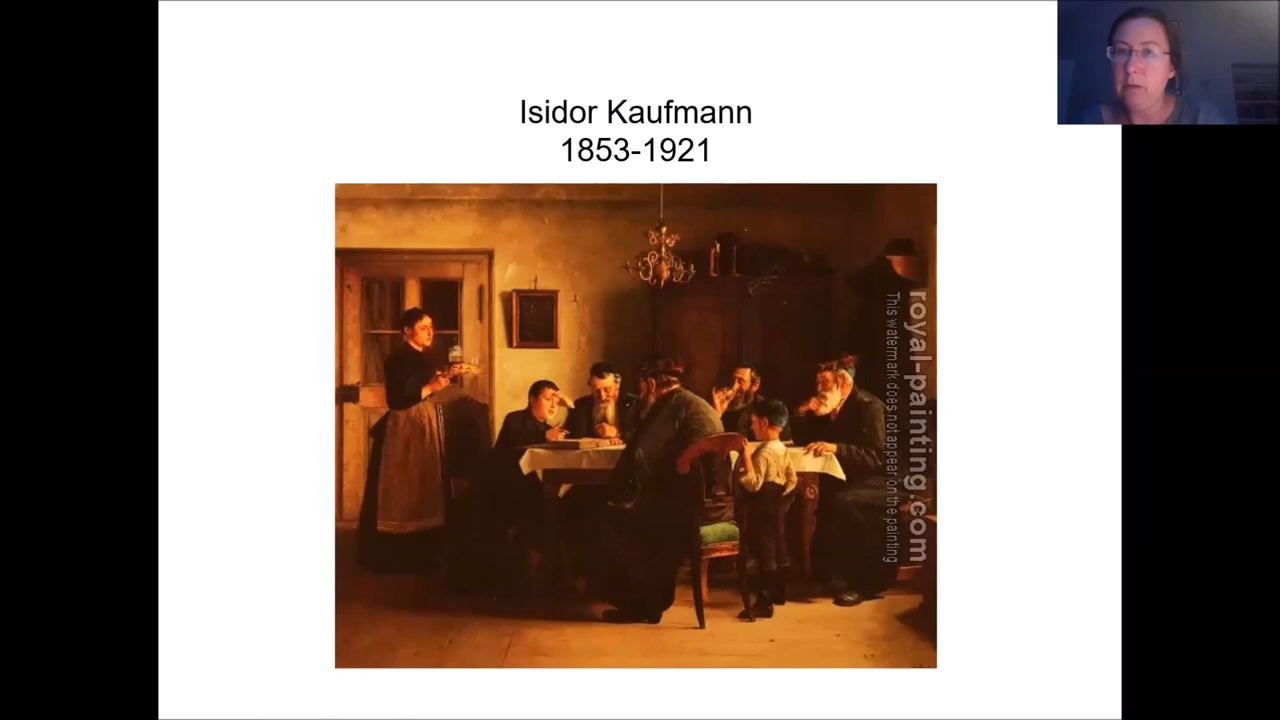 Isidor Kaufmann
1853-1921
royal-painting.com
This watermark does not appear on the painting